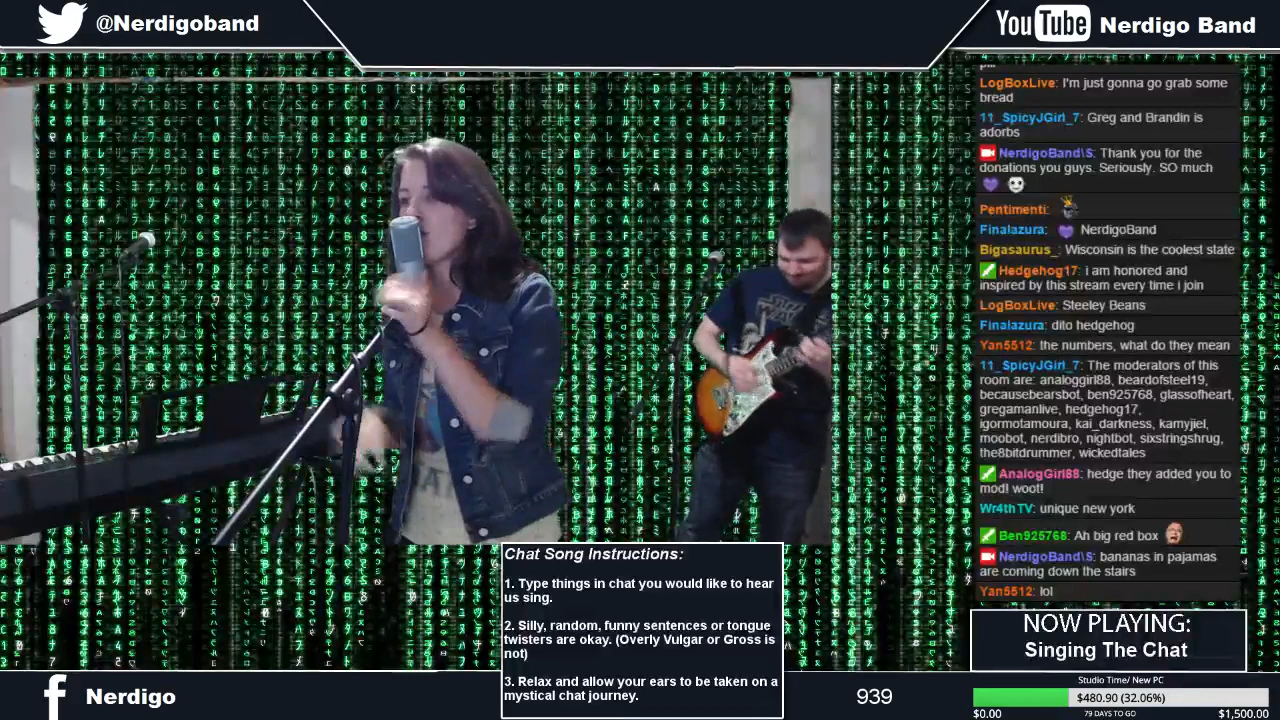 @Nerdigoband
You Tube Nerdigo Band
LogBoxLive: I'm just gonna go grab some
bread
11_SpicyJGirl_7: Greg and Brandin is
adorbs
NerdigoBand\S: Thank you for the
donations you guys. Seriously. SO much
Pentimenti:
Finalazura: NerdigoBand
Bigasaurus_: Wisconsin is the coolest state
Hedgehog17: i am honored and
inspired by this stream every time i join
LogBoxLive: Steeley Beans
Finalazura: dito hedgehog
Yan5512: the numbers, what do they mean
11_SpicyJGirl_7: The moderators of this
room are: analoggirl88, beardofsteel19,
becausebearsbot, ben925768, glassofheart,
gregamanlive, hedgehog17,
igormotamoura, kai_darkness, kamyjiel,
moobot, nerdibro, nightbot, sixstringshrug,
the8bitdrummer, wickedtales
AnalogGirl88: hedge they added you to
mod! woot!
Wr4thTV: unique new york
Ben925768: Ah big red box
NerdigoBand\S: bananas in pajamas
are coming down the stairs
Yan5512: lol
Chat Song Instructions:
1. Type things in chat you would like to hear
us sing.
2. Silly, random, funny sentences or tongue
twisters are okay. (Overly Vulgar or Gross is
not)
3. Relax and allow your ears to be taken on a
mystical chat journey.
NOW PLAYING:
Singing The Chat
f Nerdigo
939
Studio Time/ New PC
$480.90 (32.06%)
$0.00 79 DAYS TO GO $1,500.00